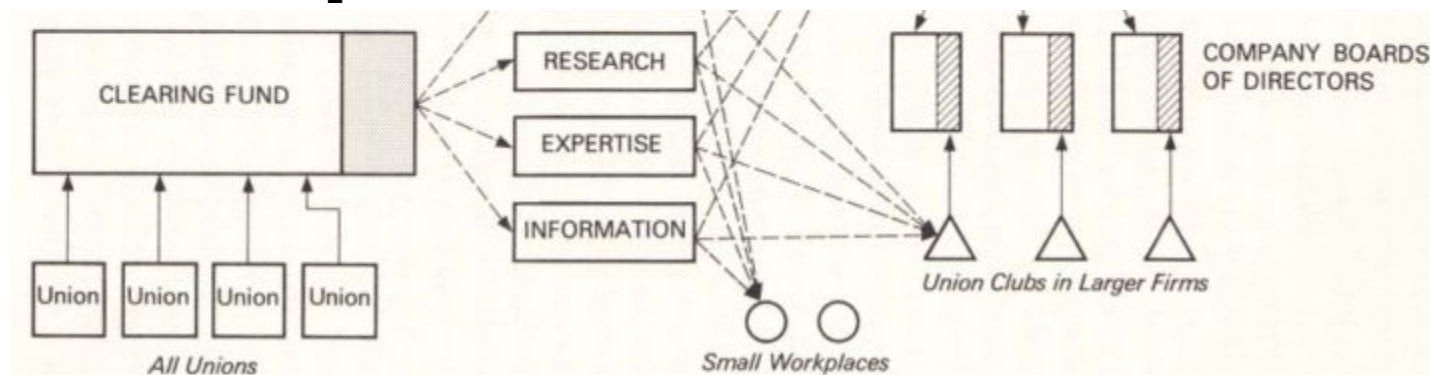 CLEARING FUND
RESEARCH
EXPERTISE
INFORMATION
COMPANY BOARDS
OF DIRECTORS
Union Union Union Union
All Unions
Small Workplaces
Union Clubs in Larger Firms